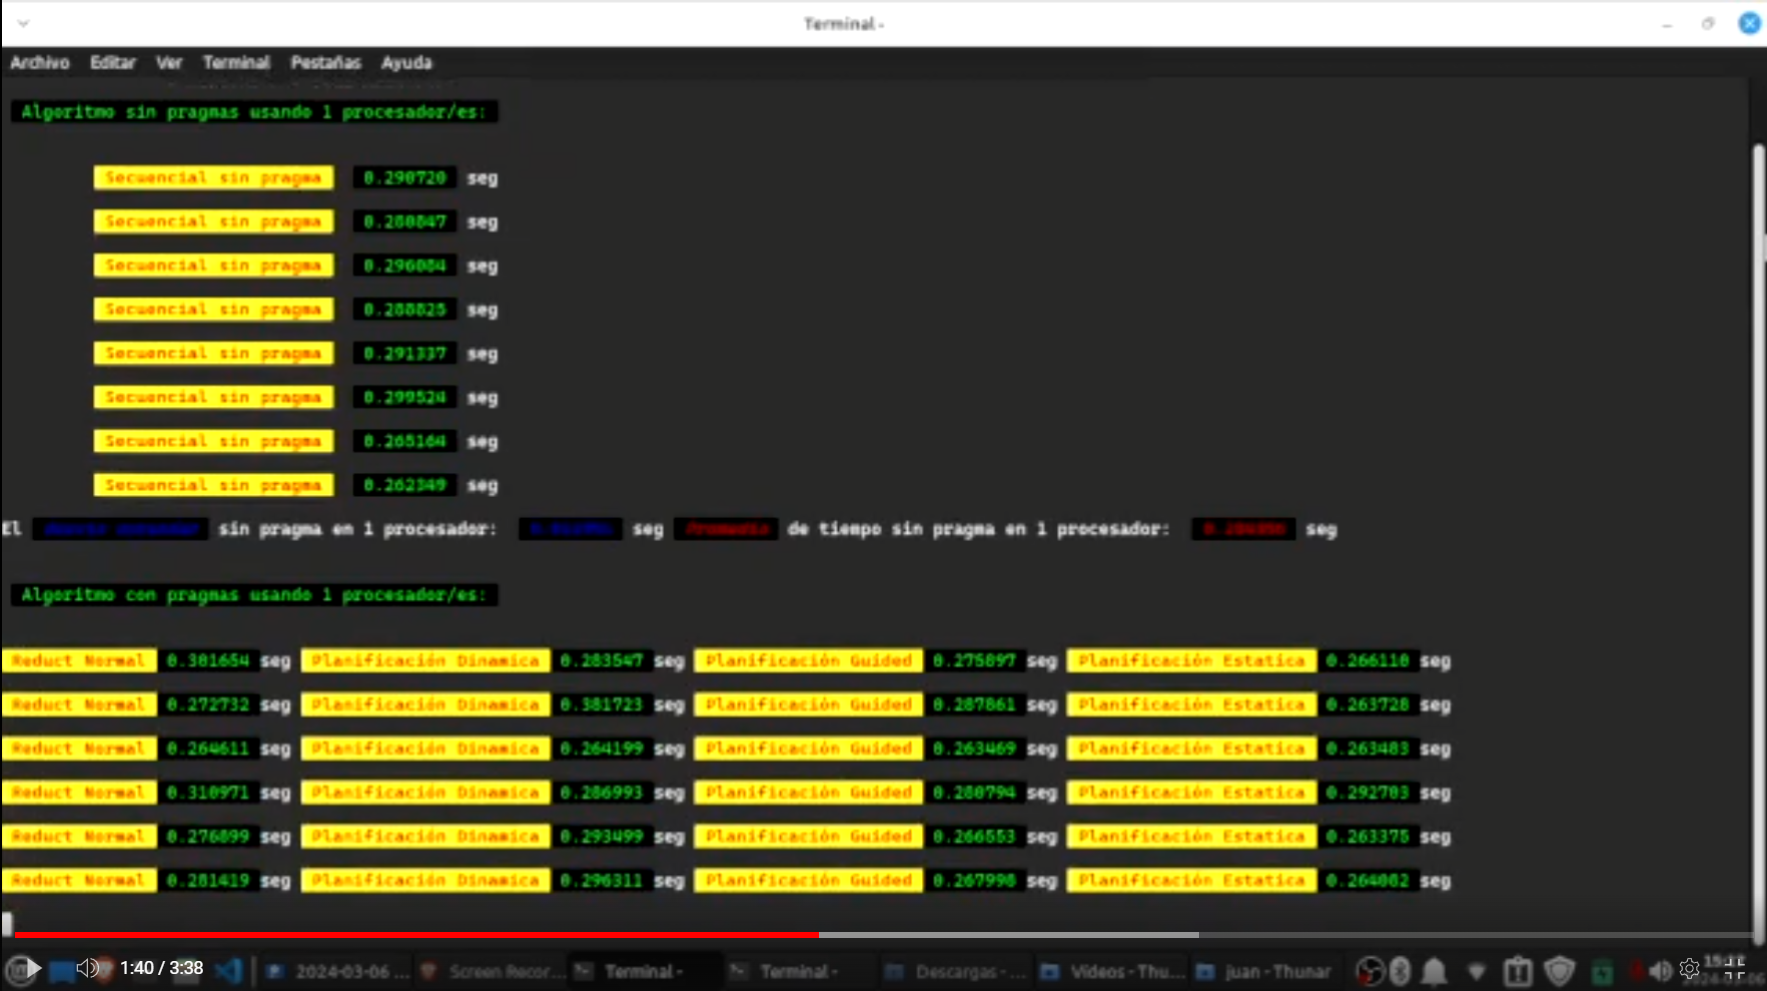 Terminal -
Archivo Editar Ver Terminal Pestañas Ayuda
Algoritmo sin pragmas usando 1 procesador/es:
Secuencial sin pragma 0.290720 seg
Secuencial sin pragma 0.280847 seg
Secuencial sin pragma 0.296084 seg
Secuencial sin pragma 0.288825 seg
Secuencial sin pragma 0.291337 seg
Secuencial sin pragma 0.299524 seg
Secuencial sin pragma 0.265164 seg
Secuencial sin pragma 0.262349 seg
El sin pragma en 1 procesador: seg Promedio de tiempo sin pragma en 1 procesador: seg
Algoritmo con pragmas usando 1 procesador/es:
Reduct Normal 0.301654 seg Planificación Dinamica 0.283547 seg Planificación Guided 0.275897 seg Planificación Estatica 0.266110 seg
Reduct Normal 0.272732 seg Planificación Dinamica 0.301723 seg Planificación Guided 0.287861 seg Planificación Estatica 0.263728 seg
Reduct Normal 0.264611 seg Planificación Dinamica 0.264199 seg Planificación Guided 0.263469 seg Planificación Estatica 0.263483 seg
Reduct Normal 0.310971 seg Planificación Dinamica 0.286993 seg Planificación Guided 0.280794 seg Planificación Estatica 0.292703 seg
Reduct Normal 0.276899 seg Planificación Dinamica 0.293499 seg Planificación Guided 0.266553 seg Planificación Estatica 0.263375 seg
Reduct Normal 0.281419 seg Planificación Dinamica 0.296311 seg Planificación Guided 0.267998 seg Planificación Estatica 0.264082 seg
1:40 / 3:38 2024-03-06 ... Screen Recor... Terminal - Terminal - Descargas - ... Vídeos - Thu... juan - Thunar